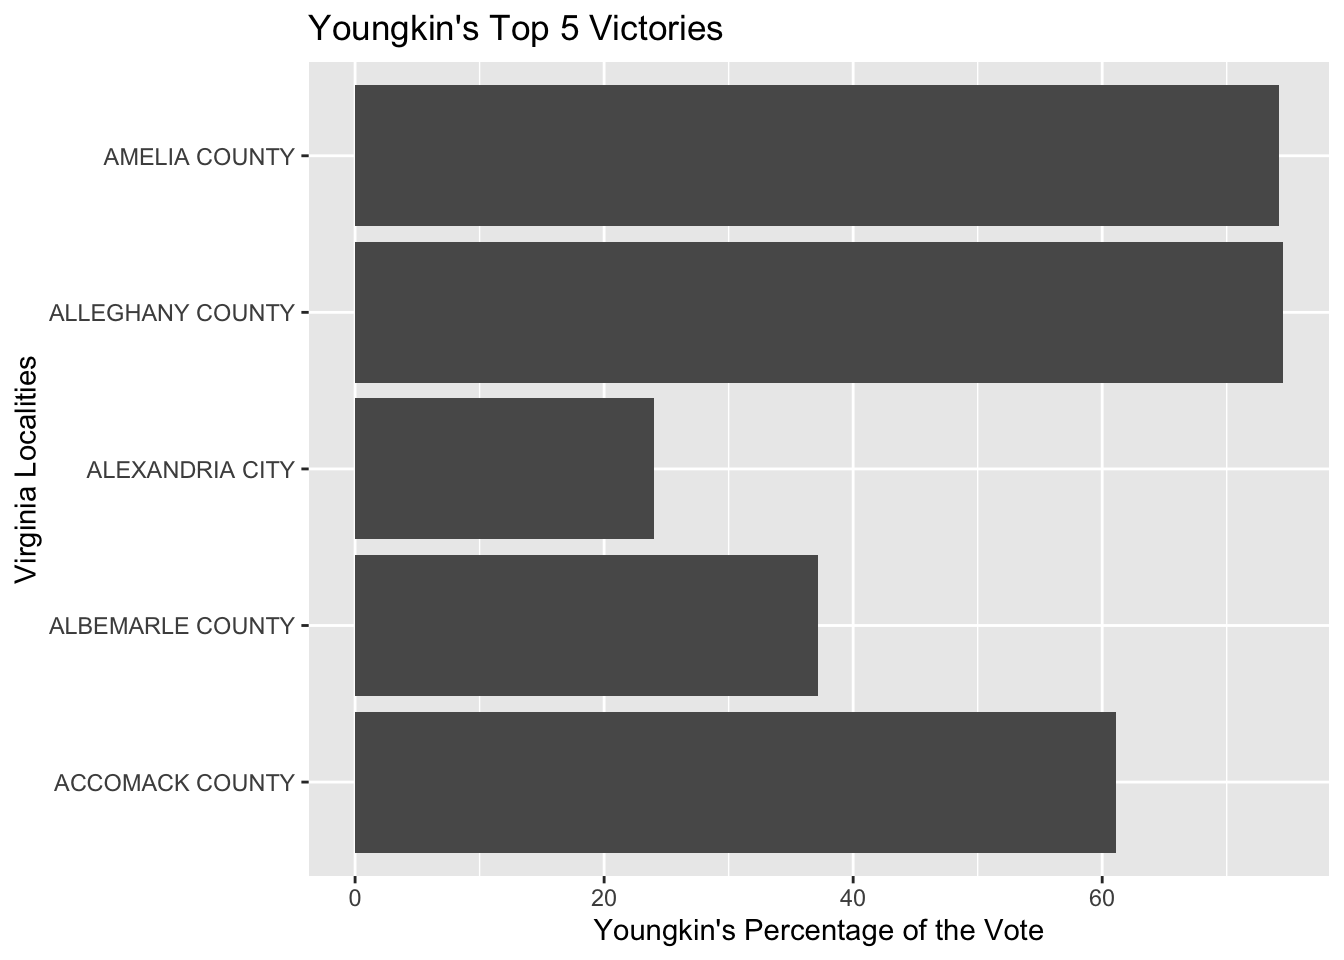 Youngkin's Top 5 Victories
AMELIA COUNTY
ALLEGHANY COUNTY
ALEXANDRIA CITY
ALBEMARLE COUNTY
ACCOMACK COUNTY
Virginia Localities
0 20 40 60
Youngkin's Percentage of the Vote